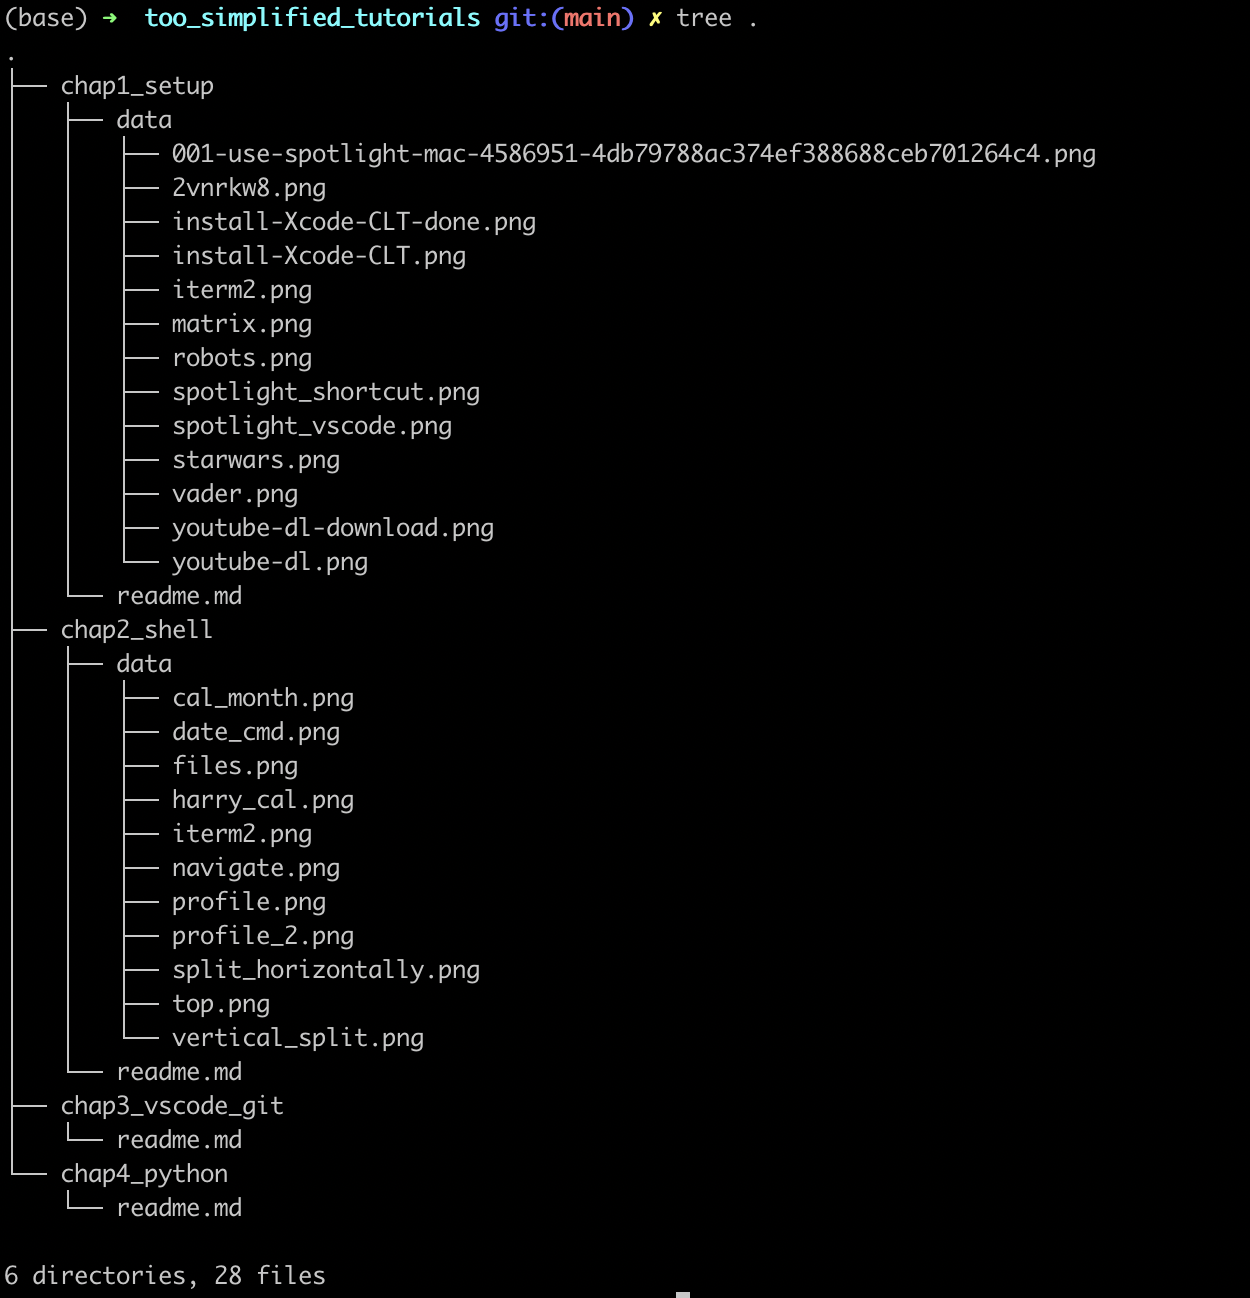 (base) ➜  too_simplified_tutorials git:(main) ✗ tree .
.
├── chap1_setup
│   ├── data
│   │   ├── 001-use-spotlight-mac-4586951-4db79788ac374ef388688ceb701264c4.png
│   │   ├── 2vnrkw8.png
│   │   ├── install-Xcode-CLT-done.png
│   │   ├── install-Xcode-CLT.png
│   │   ├── iterm2.png
│   │   ├── matrix.png
│   │   ├── robots.png
│   │   ├── spotlight_shortcut.png
│   │   ├── spotlight_vscode.png
│   │   ├── starwars.png
│   │   ├── vader.png
│   │   ├── youtube-dl-download.png
│   │   └── youtube-dl.png
│   └── readme.md
├── chap2_shell
│   ├── data
│   │   ├── cal_month.png
│   │   ├── date_cmd.png
│   │   ├── files.png
│   │   ├── harry_cal.png
│   │   ├── iterm2.png
│   │   ├── navigate.png
│   │   ├── profile.png
│   │   ├── profile_2.png
│   │   ├── split_horizontally.png
│   │   ├── top.png
│   │   └── vertical_split.png
│   └── readme.md
├── chap3_vscode_git
│   └── readme.md
└── chap4_python
    └── readme.md

6 directories, 28 files